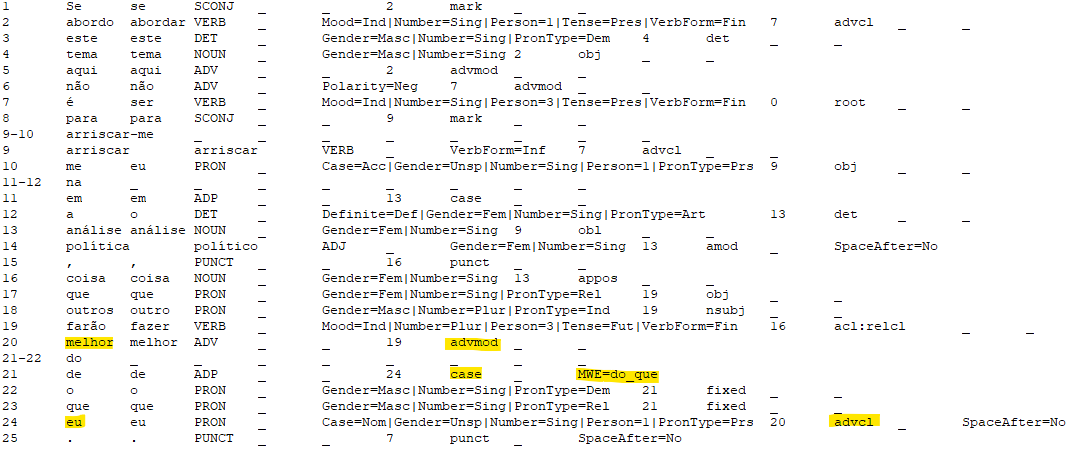 1 Se se SCONJ _ _ 2 mark _ _
2 abordo abordar VERB _ Mood=Ind|Number=Sing|Person=1|Tense=Pres|VerbForm=Fin 7 advcl _ _
3 este este DET _ Gender=Masc|Number=Sing|PronType=Dem 4 det _ _
4 tema tema NOUN _ Gender=Masc|Number=Sing 2 obj _ _
5 aqui aqui ADV _ _ 2 advmod _ _
6 não não ADV _ Polarity=Neg 7 advmod _ _
7 é ser VERB _ Mood=Ind|Number=Sing|Person=3|Tense=Pres|VerbForm=Fin 0 root _ _
8 para para SCONJ _ _ 9 mark _ _
9-10 arriscar-me _ _ _ _ _ _ _ _
9 arriscar arriscar VERB _ VerbForm=Inf 7 advcl _ _
10 me eu PRON _ Case=Acc|Gender=Unsp|Number=Sing|Person=1|PronType=Prs 9 obj _ _
11-12 na _ _ _ _ _ _ _ _
11 em em ADP _ _ 13 case _ _
12 a o DET _ Definite=Def|Gender=Fem|Number=Sing|PronType=Art 13 det _ _
13 análise análise NOUN _ Gender=Fem|Number=Sing 9 obl _ _
14 política político ADJ _ Gender=Fem|Number=Sing 13 amod _ SpaceAfter=No
15 , , PUNCT _ _ 16 punct _ _
16 coisa coisa NOUN _ Gender=Fem|Number=Sing 13 appos _ _
17 que que PRON _ Gender=Fem|Number=Sing|PronType=Rel 19 obj _ _
18 outros outro PRON _ Gender=Masc|Number=Plur|PronType=Ind 19 nsubj _ _
19 farão fazer VERB _ Mood=Ind|Number=Plur|Person=3|Tense=Fut|VerbForm=Fin 16 acl:relcl _ _
20 melhor melhor ADV _ _ 19 advmod _ _
21-22 do _ _ _ _ _ _ _ _
21 de de ADP _ _ 24 case _ MWE=do_que
22 o o PRON _ Gender=Masc|Number=Sing|PronType=Dem 21 fixed _ _
23 que que PRON _ Gender=Masc|Number=Sing|PronType=Rel 21 fixed _ _
24 eu eu PRON _ Case=Nom|Gender=Unsp|Number=Sing|Person=1|PronType=Prs 20 advcl _ SpaceAfter=No
25 . . PUNCT _ _ 7 punct _ SpaceAfter=No